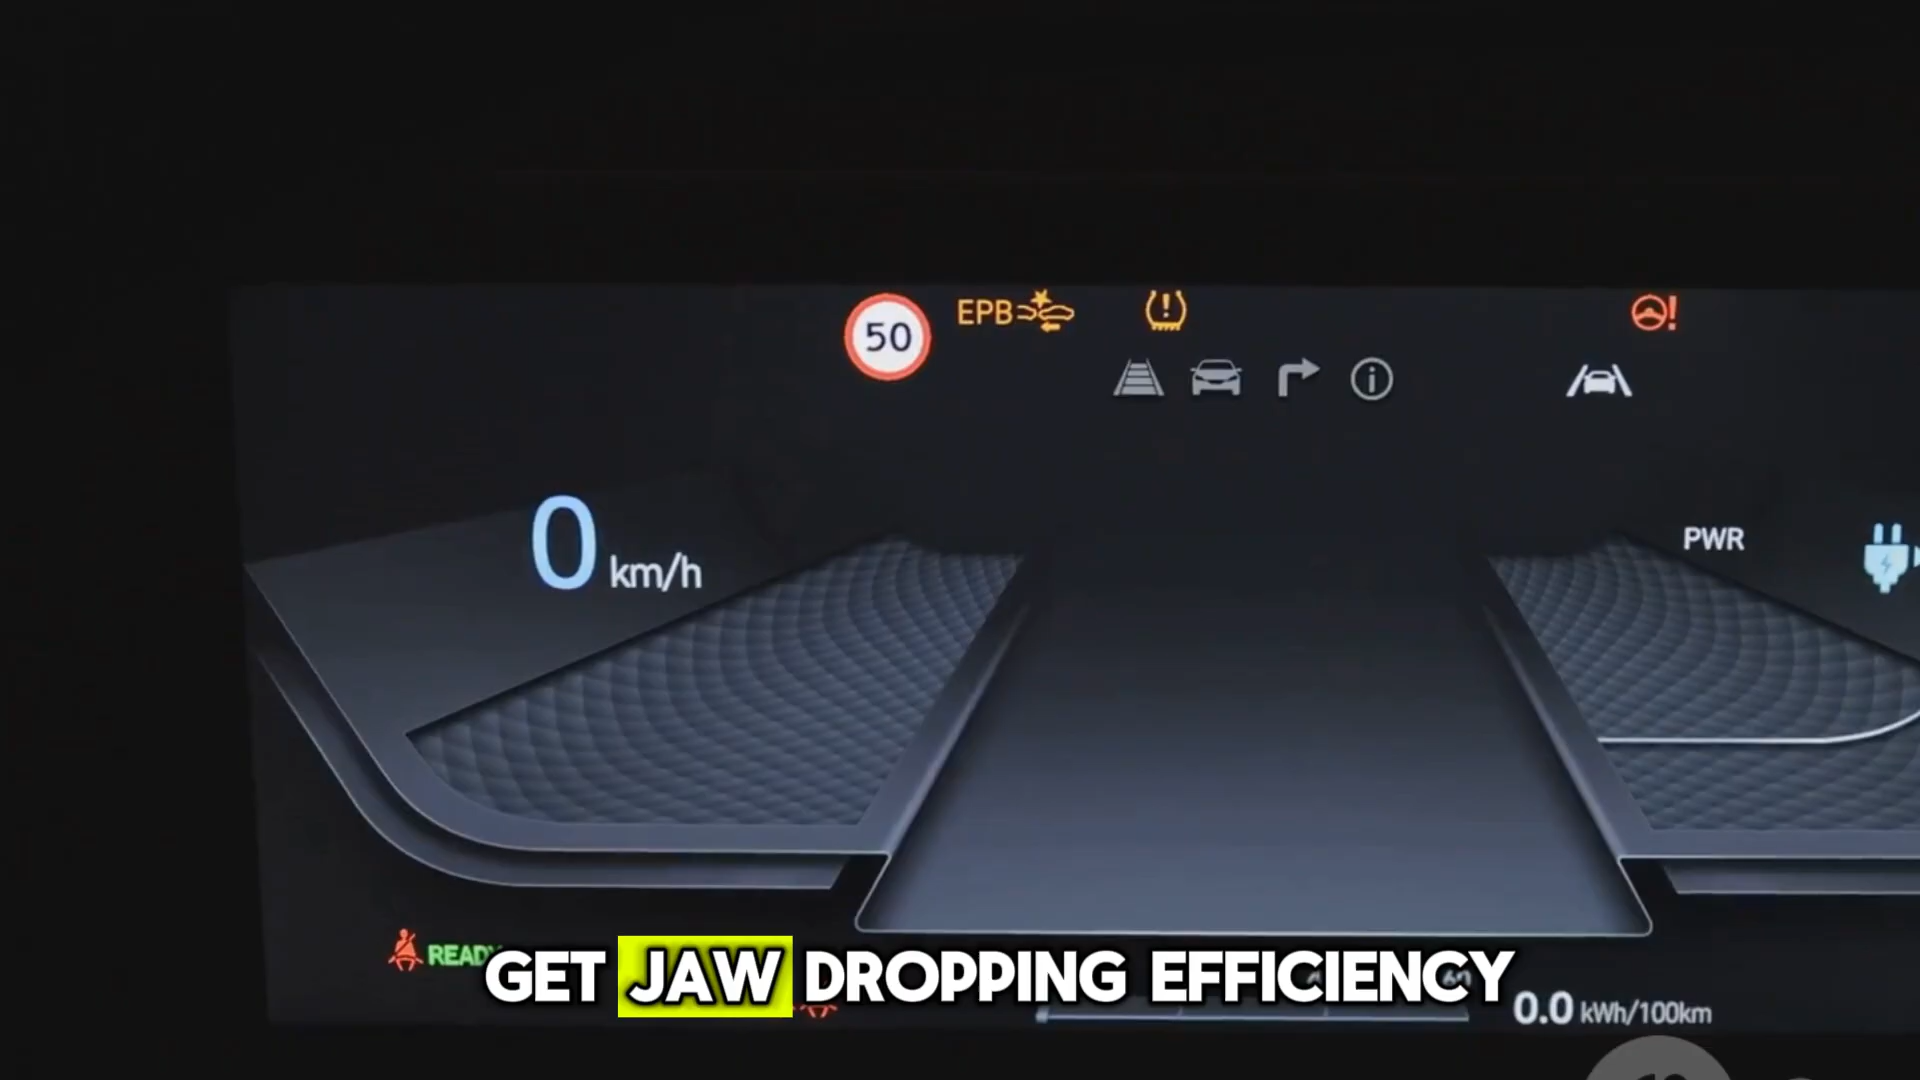 50
EPB
0 km/h
PWR
READY
GET JAW DROPPING EFFICIENCY
0.0 kWh/100km